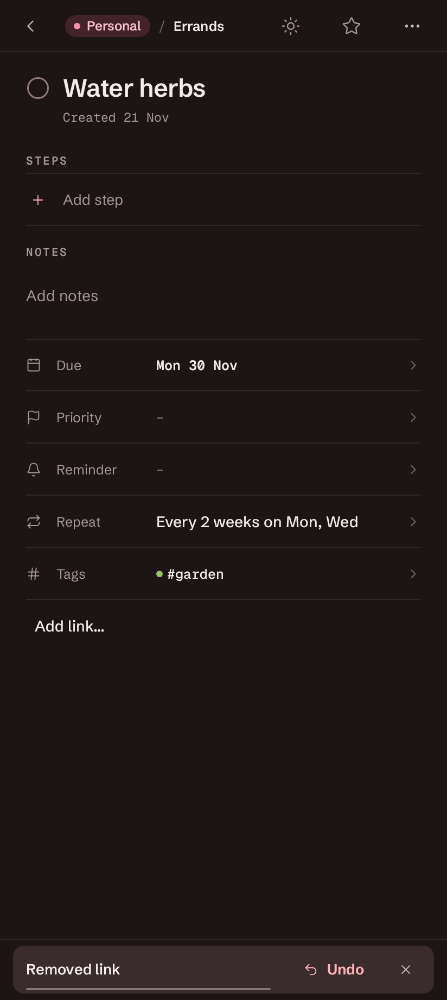 Personal / Errands
Water herbs
Created 21 Nov
STEPS
+ Add step
NOTES
Add notes
Due Mon 30 Nov
Priority –
Reminder –
Repeat Every 2 weeks on Mon, Wed
Tags #garden
Add link…
Removed link Undo